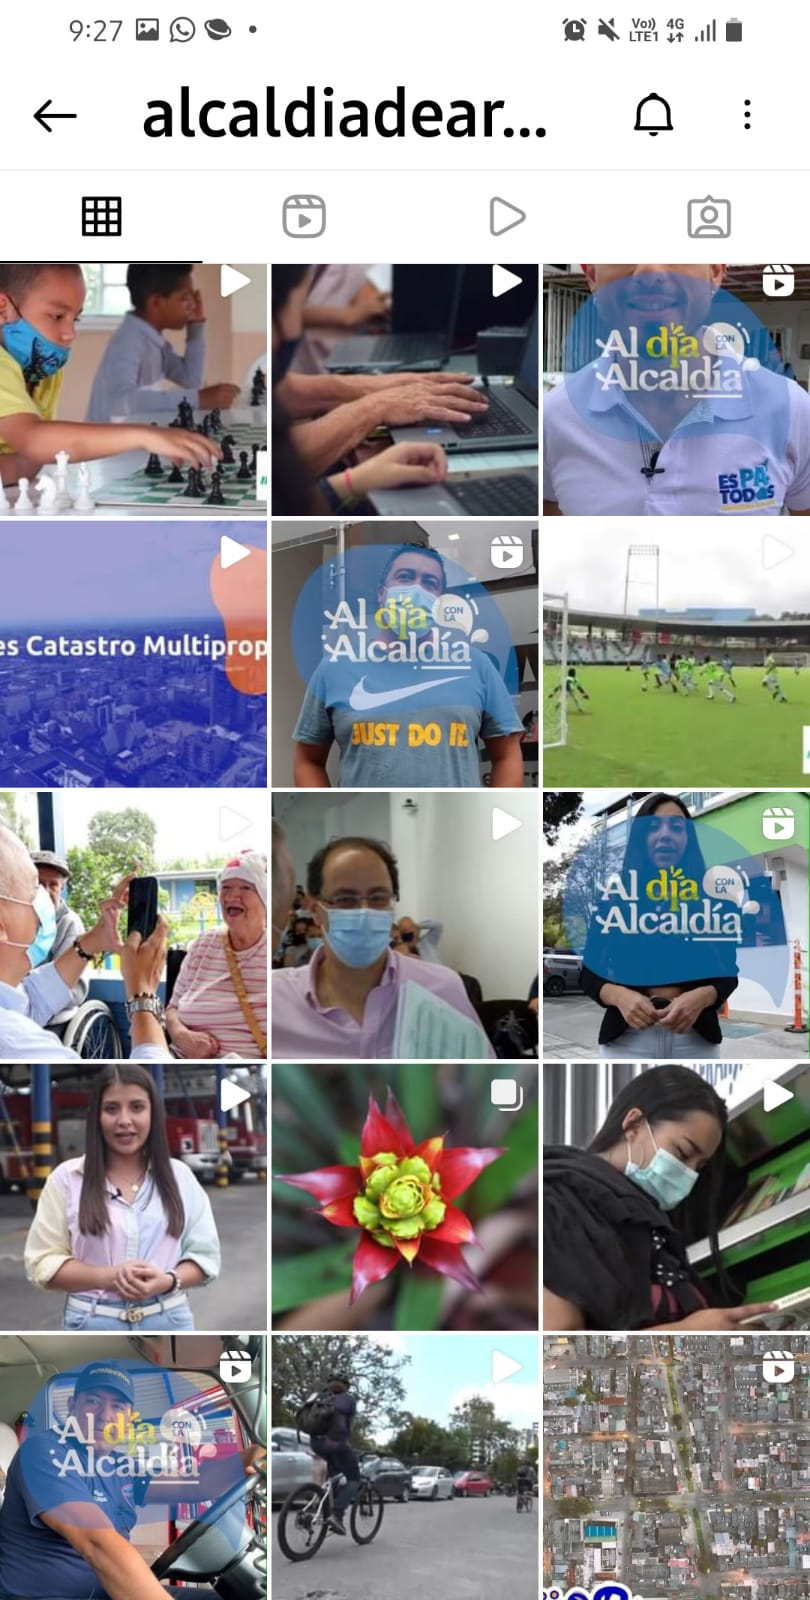 9:27
Vo)) 4G
LTE1
alcaldiadear...
Al día CON LA
Alcaldía
ES PA
TODOS
es Catastro Multiprop
Al día CON LA
Alcaldía
JUST DO IT.
Al día CON LA
Alcaldía
Al día CON LA
Alcaldía